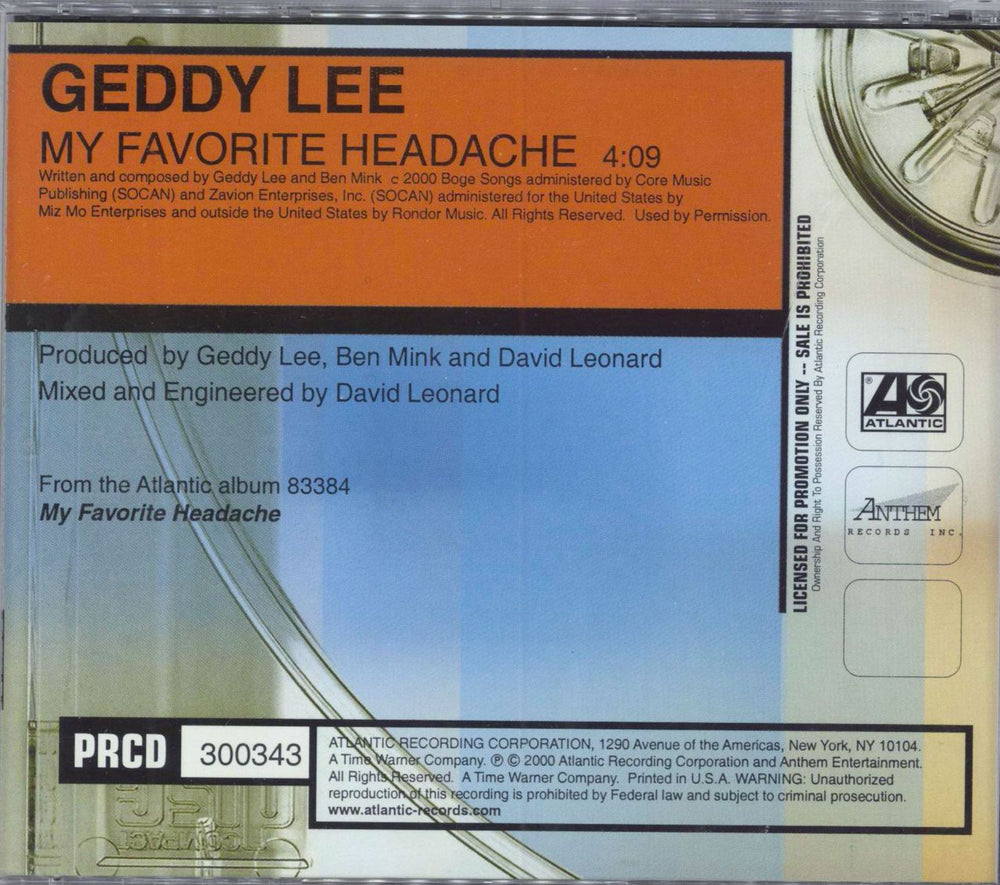 GEDDY LEE
MY FAVORITE HEADACHE 4:09
Written and composed by Geddy Lee and Ben Mink c 2000 Boge Songs administered by Core Music
Publishing (SOCAN) and Zavion Enterprises, Inc. (SOCAN) administered for the United States by
Miz Mo Enterprises and outside the United States by Rondor Music. All Rights Reserved. Used by Permission.
Produced by Geddy Lee, Ben Mink and David Leonard
Mixed and Engineered by David Leonard
From the Atlantic album 83384
My Favorite Headache
LICENSED FOR PROMOTION ONLY -- SALE IS PROHIBITED
Ownership And Right To Possession Reserved By Atlantic Recording Corporation
®
ATLANTIC
ANTHEM
RECORDS INC.
PRCD 300343
ATLANTIC RECORDING CORPORATION, 1290 Avenue of the Americas, New York, NY 10104.
A Time Warner Company. ℗ © 2000 Atlantic Recording Corporation and Anthem Entertainment.
All Rights Reserved. A Time Warner Company. Printed in U.S.A. WARNING: Unauthorized
reproduction of this recording is prohibited by Federal law and subject to criminal prosecution.
www.atlantic-records.com
disc
COMPACT